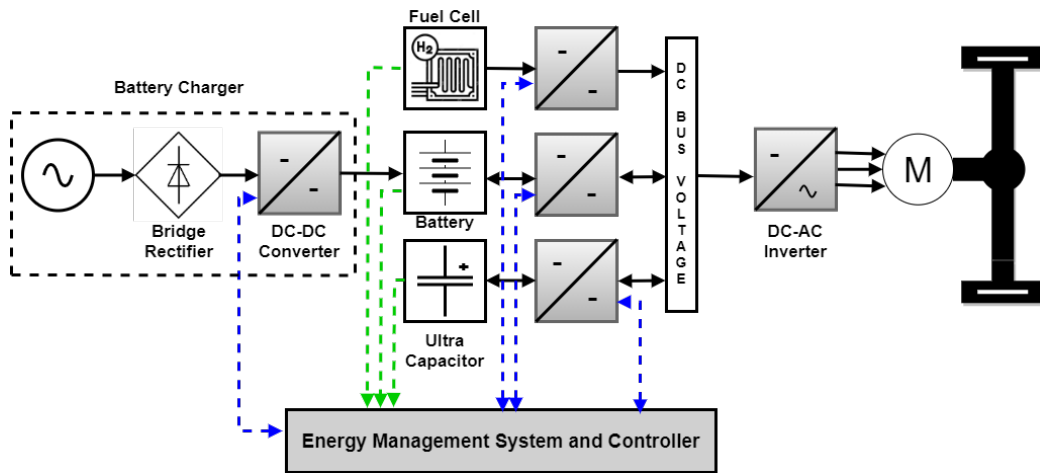 Fuel Cell
H2
Battery Charger
Bridge
Rectifier
DC-DC
Converter
Battery
+
Ultra
Capacitor
-
-
-
-
-
-
-
-
DC BUS VOLTAGE
-
DC-AC
Inverter
M
Energy Management System and Controller